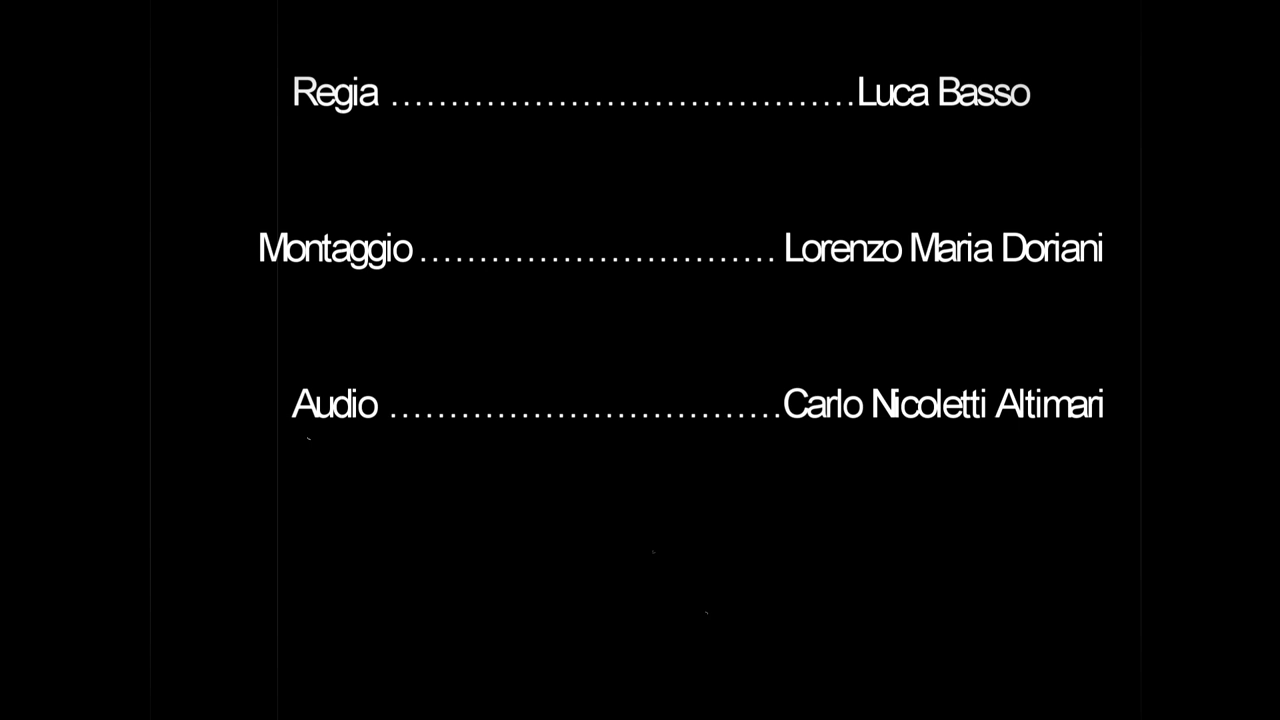 Regia .......................................Luca Basso
Montaggio .............................. Lorenzo Maria Doriani
Audio .................................Carlo Nicoletti Altimari